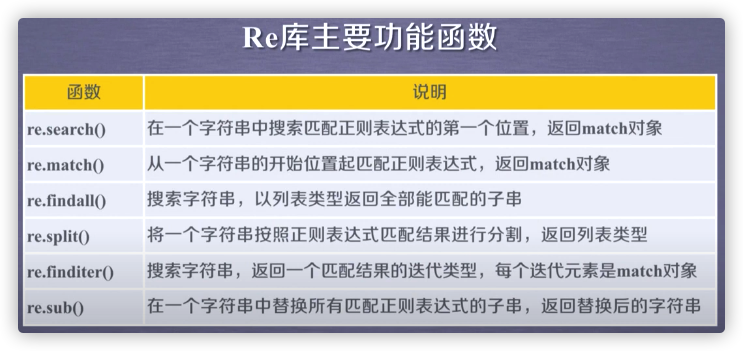 Re库主要功能函数
函数 说明
re.search() 在一个字符串中搜索匹配正则表达式的第一个位置，返回match对象
re.match() 从一个字符串的开始位置起匹配正则表达式，返回match对象
re.findall() 搜索字符串，以列表类型返回全部能匹配的子串
re.split() 将一个字符串按照正则表达式匹配结果进行分割，返回列表类型
re.finditer() 搜索字符串，返回一个匹配结果的迭代类型，每个迭代元素是match对象
re.sub() 在一个字符串中替换所有匹配正则表达式的子串，返回替换后的字符串